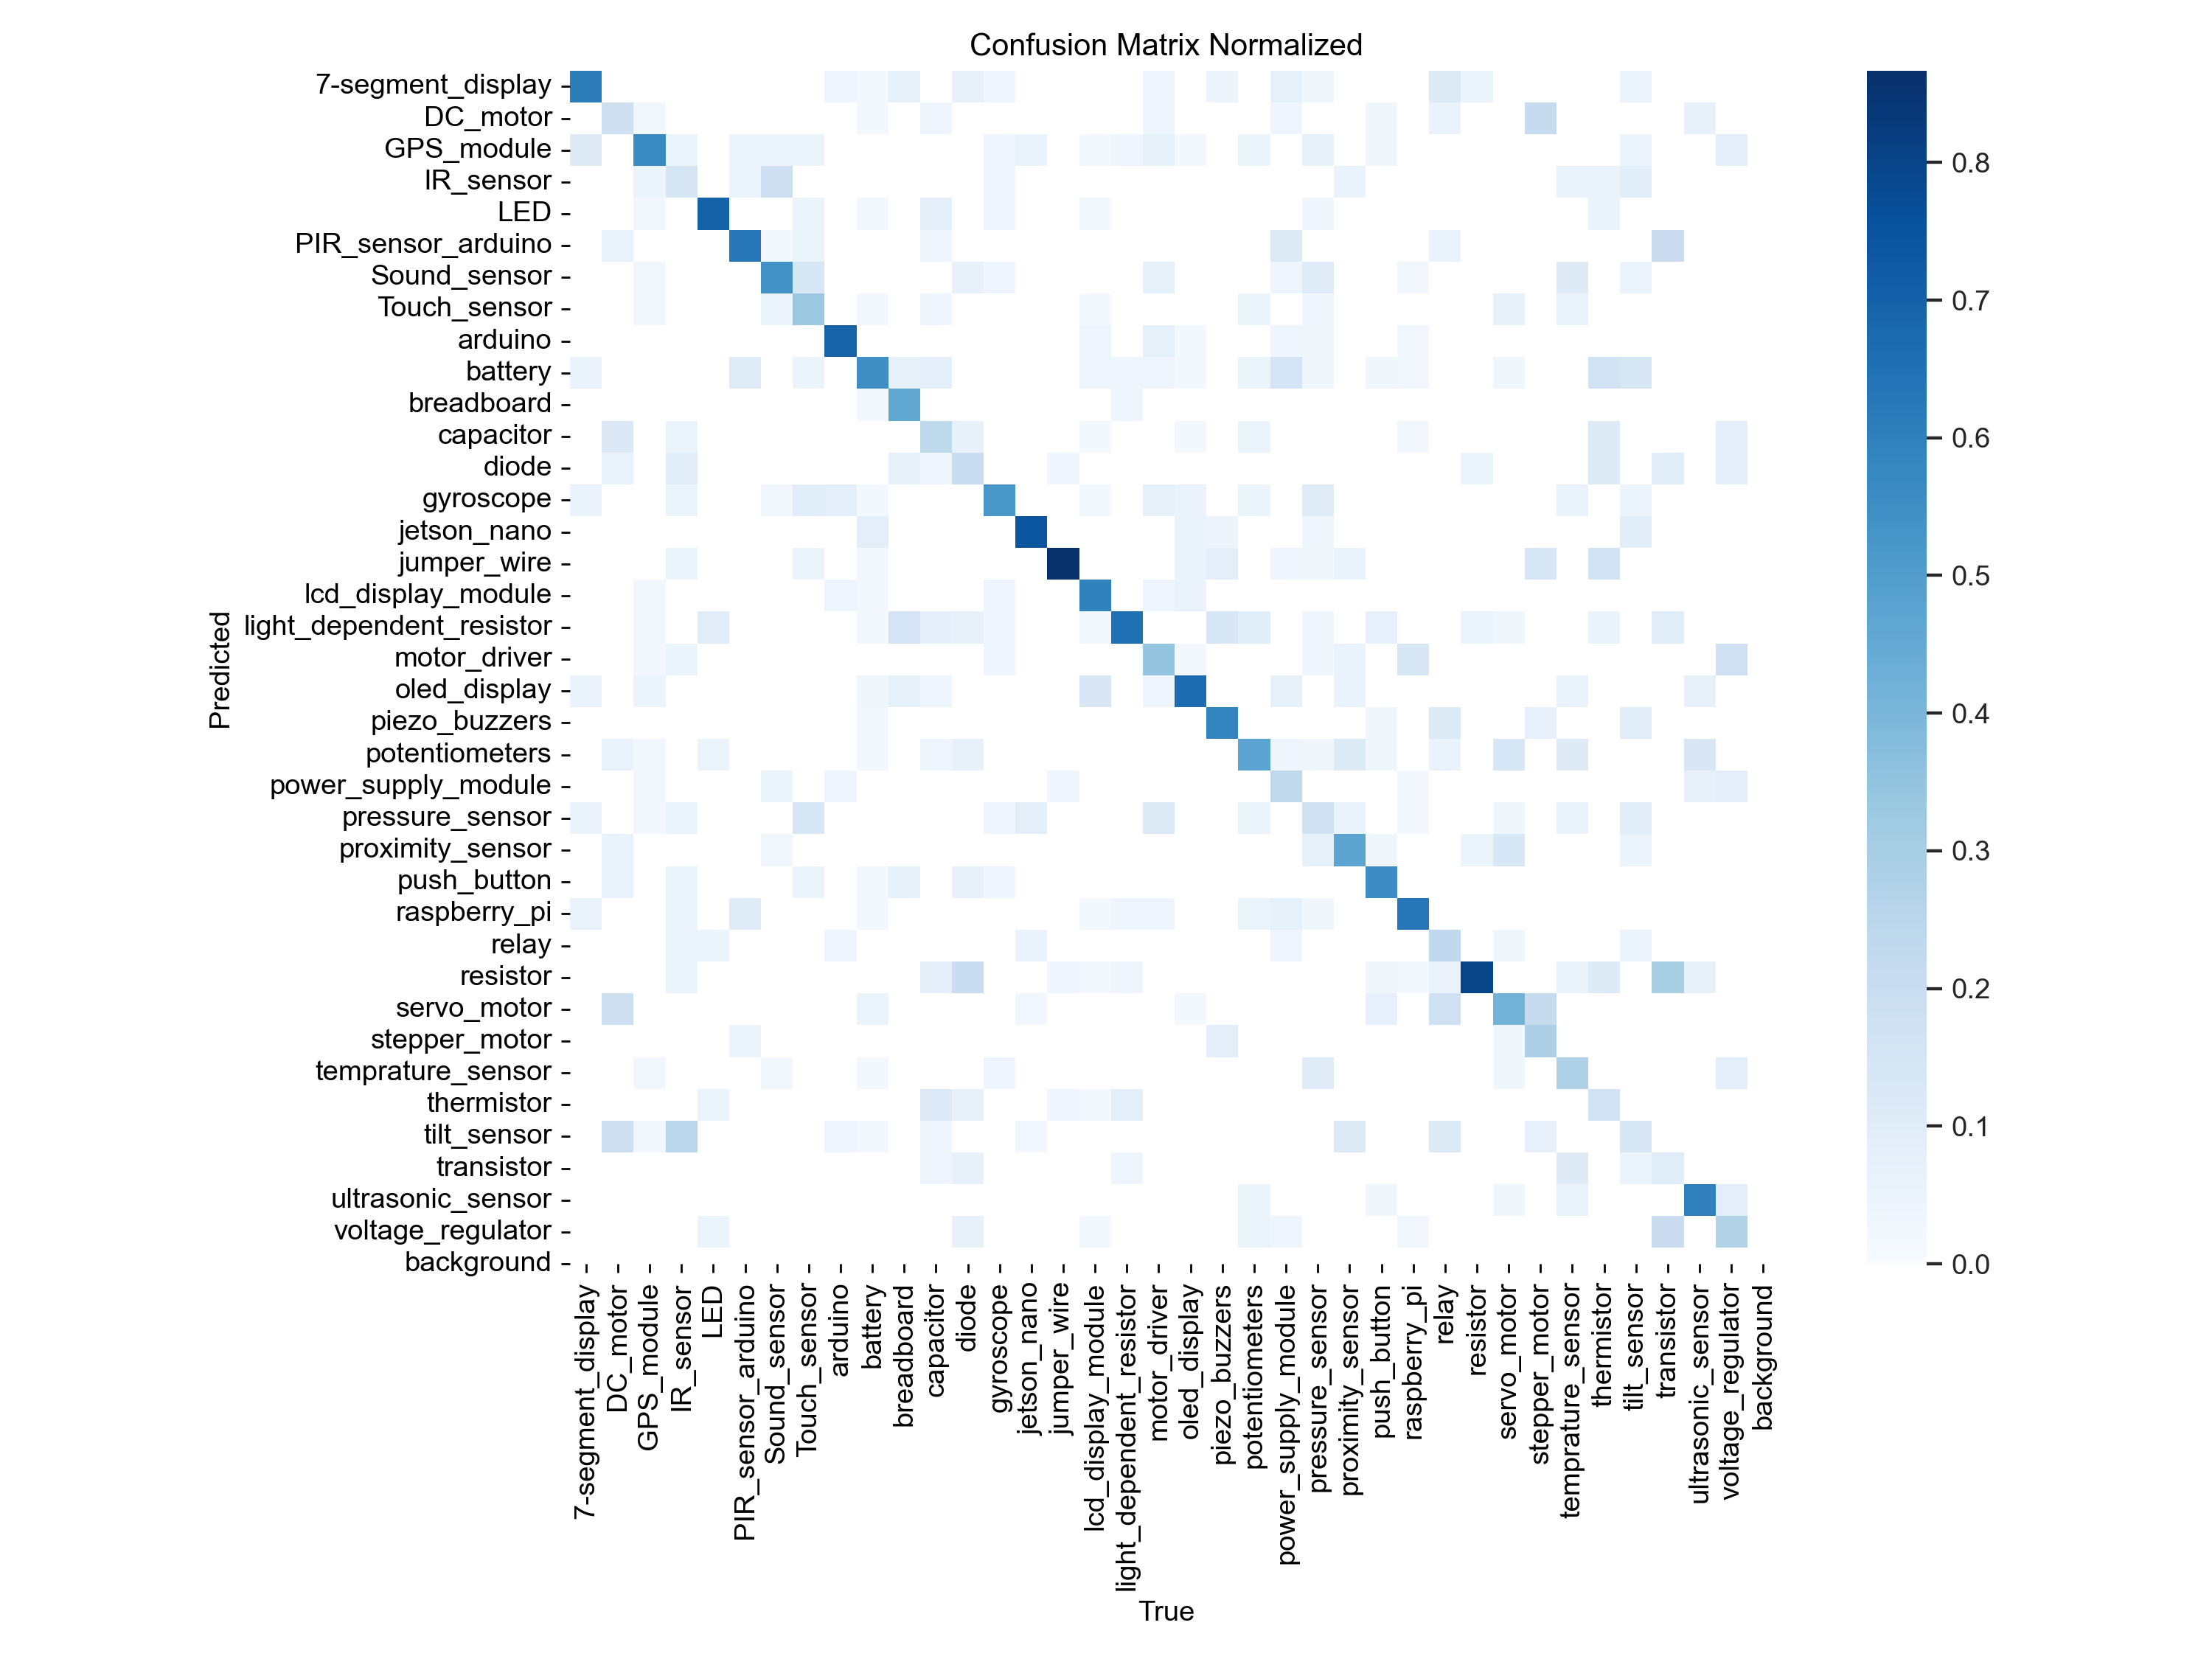 Confusion Matrix Normalized
7-segment_display
DC_motor
GPS_module
IR_sensor
LED
PIR_sensor_arduino
Sound_sensor
Touch_sensor
arduino
battery
breadboard
capacitor
diode
gyroscope
jetson_nano
jumper_wire
lcd_display_module
light_dependent_resistor
motor_driver
oled_display
piezo_buzzers
potentiometers
power_supply_module
pressure_sensor
proximity_sensor
push_button
raspberry_pi
relay
resistor
servo_motor
stepper_motor
temprature_sensor
thermistor
tilt_sensor
transistor
ultrasonic_sensor
voltage_regulator
background
Predicted
7-segment_display
DC_motor
GPS_module
IR_sensor
LED
PIR_sensor_arduino
Sound_sensor
Touch_sensor
arduino
battery
breadboard
capacitor
diode
gyroscope
jetson_nano
jumper_wire
lcd_display_module
light_dependent_resistor
motor_driver
oled_display
piezo_buzzers
potentiometers
power_supply_module
pressure_sensor
proximity_sensor
push_button
raspberry_pi
relay
resistor
servo_motor
stepper_motor
temprature_sensor
thermistor
tilt_sensor
transistor
ultrasonic_sensor
voltage_regulator
background
True
0.8
0.7
0.6
0.5
0.4
0.3
0.2
0.1
0.0